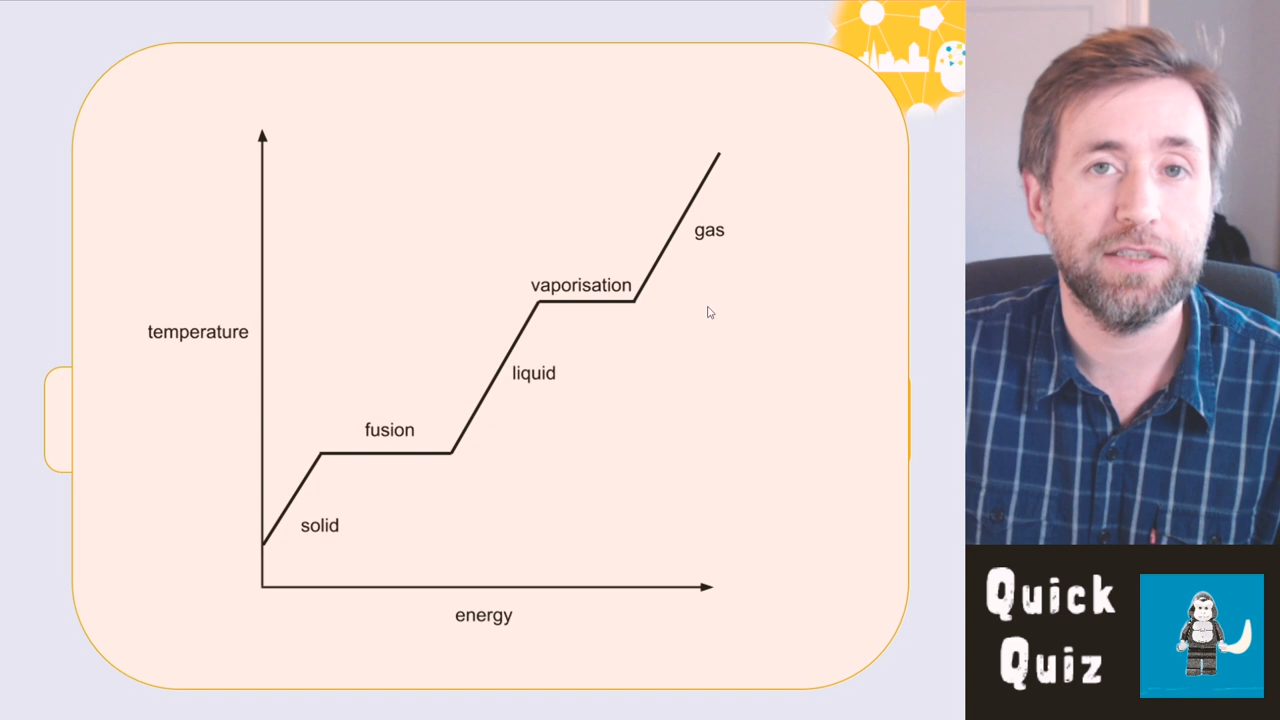 gas
vaporisation
temperature
liquid
fusion
solid
energy
Quick
Quiz